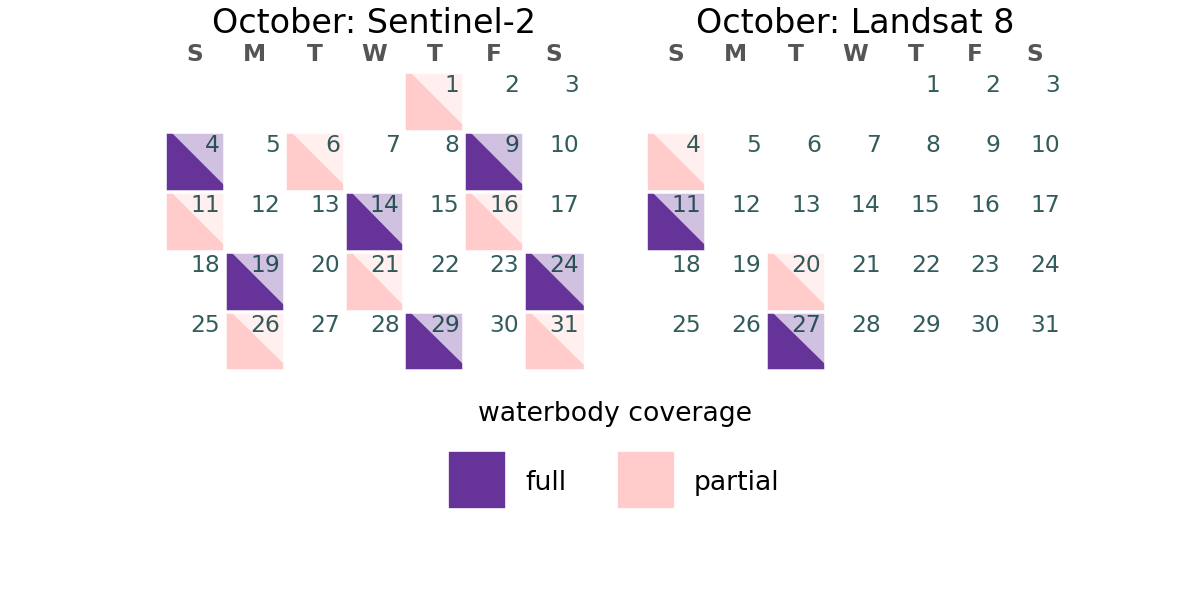 October: Sentinel-2
S M T W T F S
1 2 3
4 5 6 7 8 9 10
11 12 13 14 15 16 17
18 19 20 21 22 23 24
25 26 27 28 29 30 31
October: Landsat 8
S M T W T F S
1 2 3
4 5 6 7 8 9 10
11 12 13 14 15 16 17
18 19 20 21 22 23 24
25 26 27 28 29 30 31
waterbody coverage
full partial